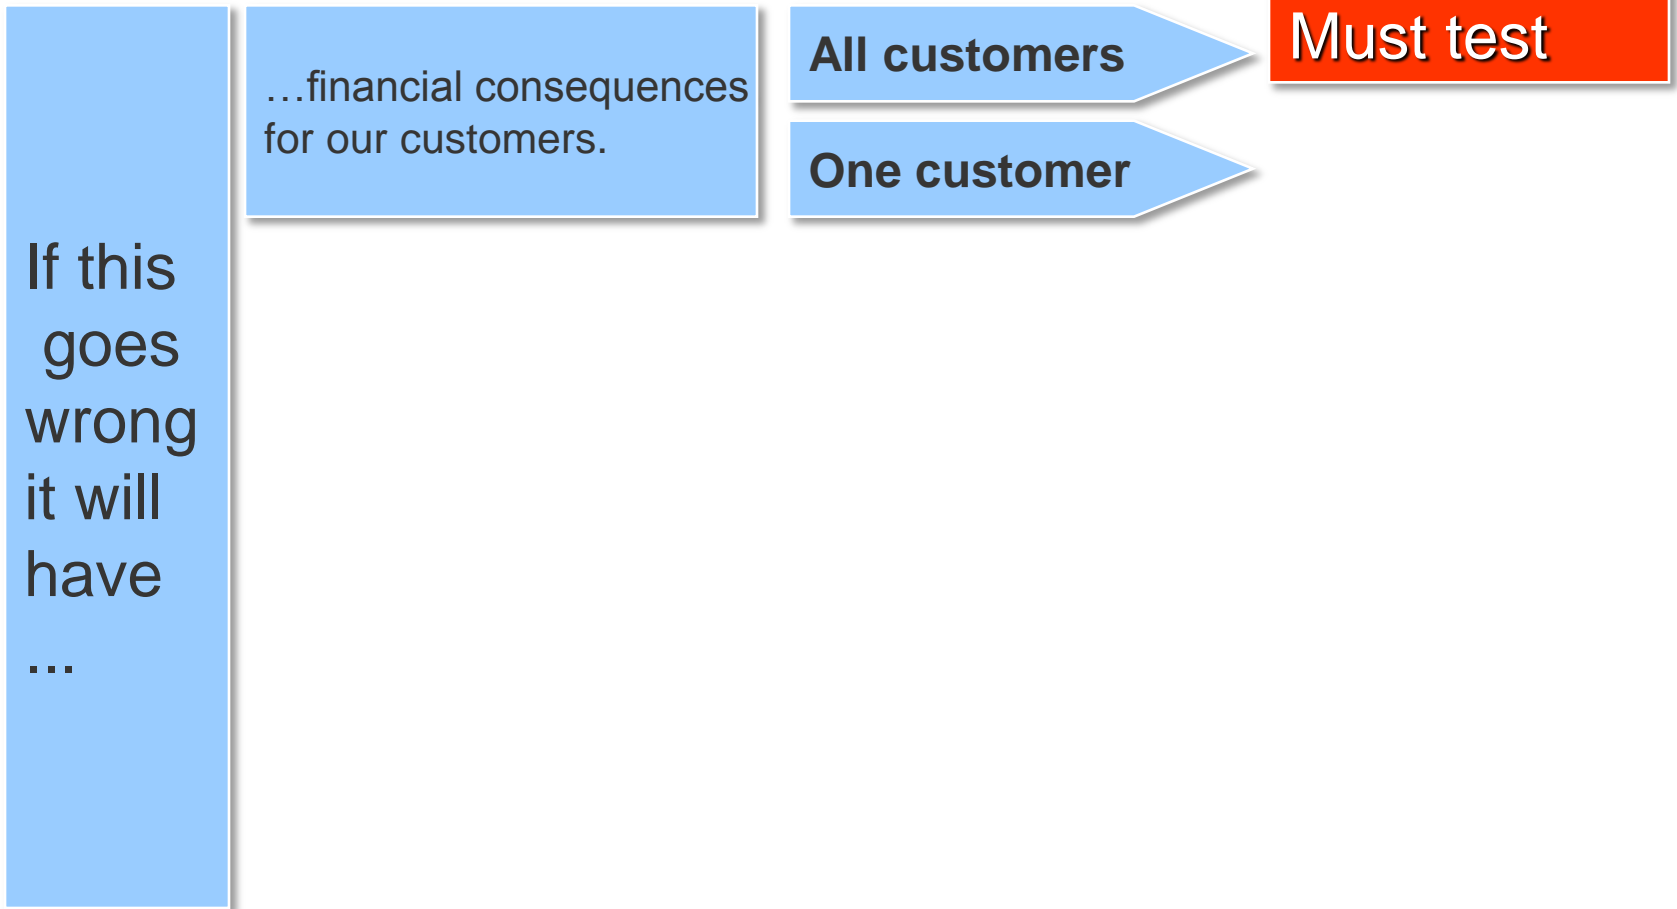 If this
goes
wrong
it will
have
...
…financial consequences
for our customers.
All customers
One customer
Must test